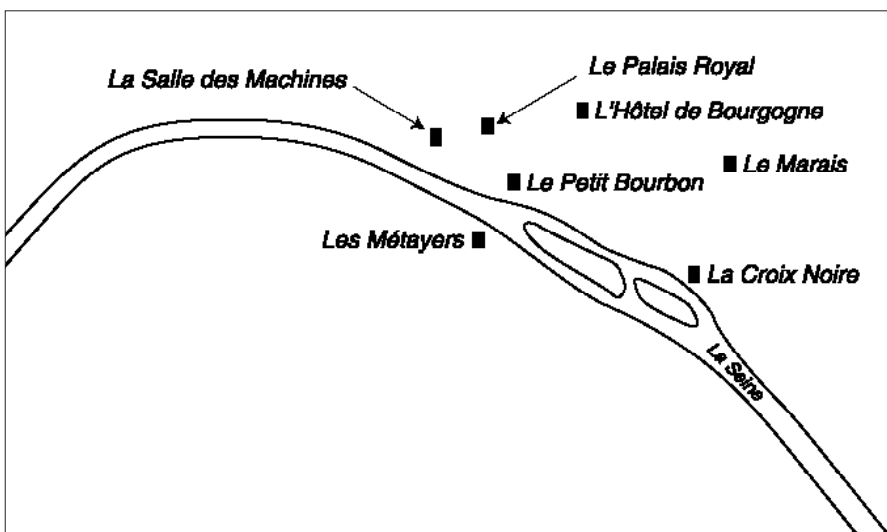 Le Palais Royal
La Salle des Machines
L'Hôtel de Bourgogne
Le Marais
Le Petit Bourbon
Les Métayers
La Croix Noire
La Seine